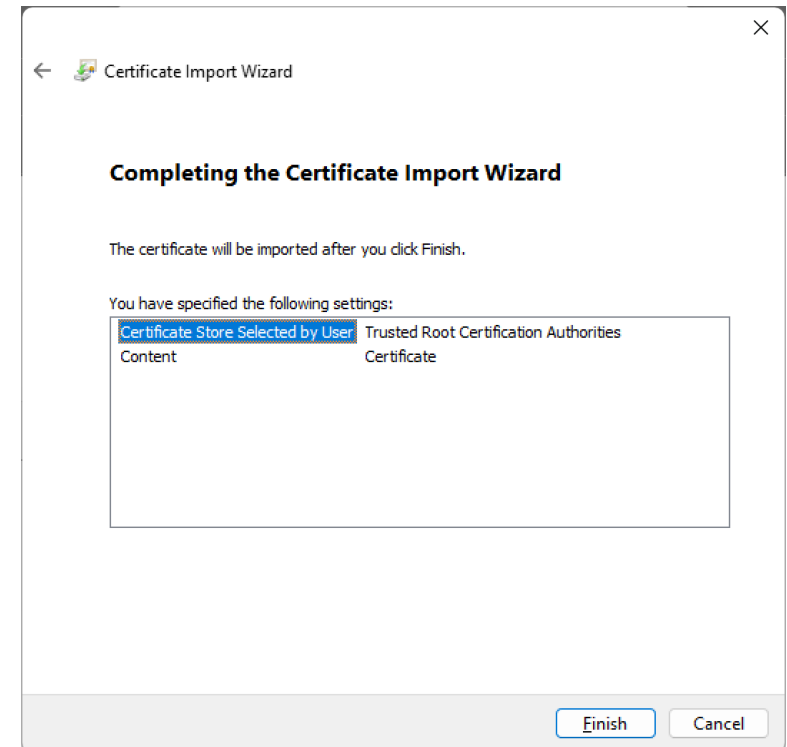 Certificate Import Wizard
Completing the Certificate Import Wizard
The certificate will be imported after you click Finish.
You have specified the following settings:
Certificate Store Selected by User Trusted Root Certification Authorities
Content Certificate
Finish Cancel